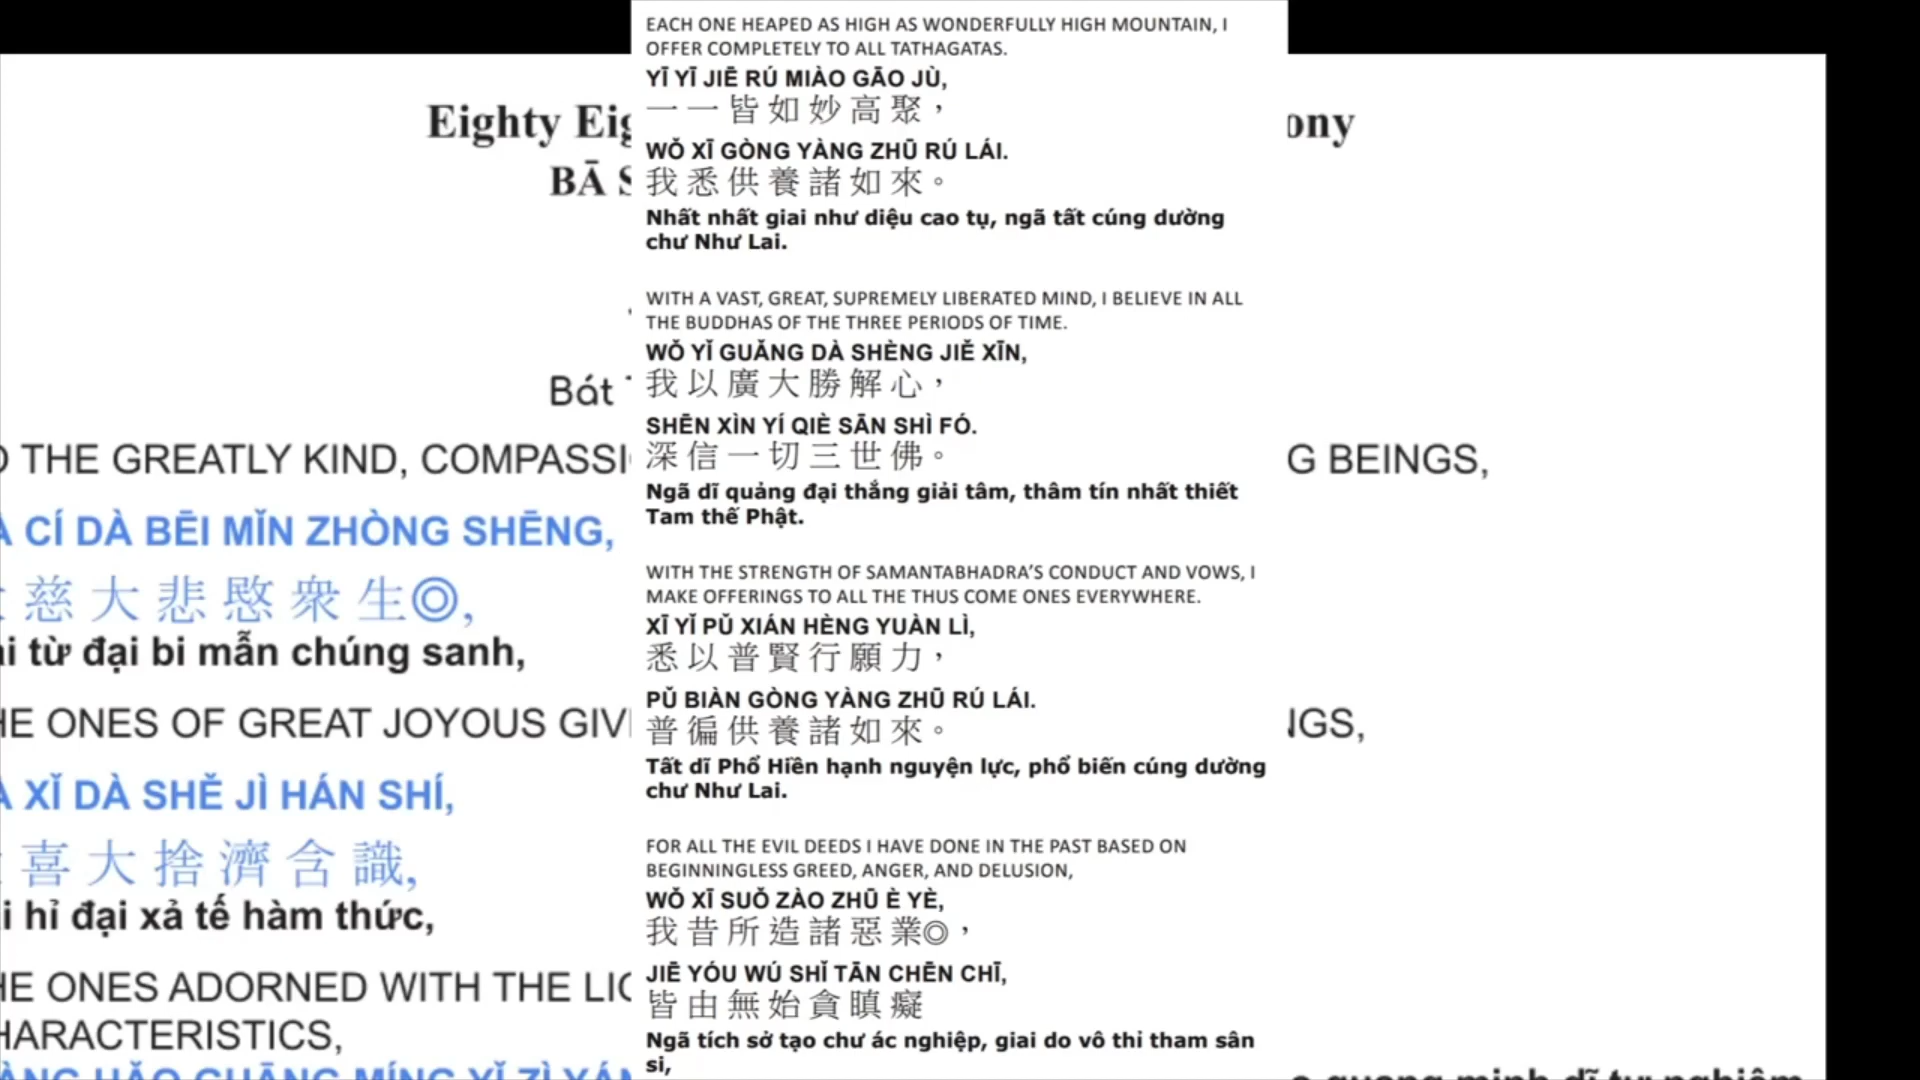 EACH ONE HEAPED AS HIGH AS WONDERFULLY HIGH MOUNTAIN, I
OFFER COMPLETELY TO ALL TATHAGATAS.
YĪ YĪ JIĒ RÚ MIÀO GĀO JÙ,
一一皆如妙高聚，
WǑ XĪ GÒNG YÀNG ZHŪ RÚ LÁI.
我悉供養諸如來。
Nhất nhất giai như diệu cao tụ, ngã tất cúng dường
chư Như Lai.
WITH A VAST, GREAT, SUPREMELY LIBERATED MIND, I BELIEVE IN ALL
THE BUDDHAS OF THE THREE PERIODS OF TIME.
WǑ YǏ GUǍNG DÀ SHÈNG JIĚ XĪN,
我以廣大勝解心，
SHĒN XÌN YÍ QIÈ SĀN SHÌ FÓ.
深信一切三世佛。
Ngã dĩ quảng đại thắng giải tâm, thâm tín nhất thiết
Tam thế Phật.
WITH THE STRENGTH OF SAMANTABHADRA’S CONDUCT AND VOWS, I
MAKE OFFERINGS TO ALL THE THUS COME ONES EVERYWHERE.
XĪ YǏ PǓ XIÁN HÈNG YUÀN LÌ,
悉以普賢行願力，
PǓ BIÀN GÒNG YÀNG ZHŪ RÚ LÁI.
普徧供養諸如來。
Tất dĩ Phổ Hiền hạnh nguyện lực, phổ biến cúng dường
chư Như Lai.
FOR ALL THE EVIL DEEDS I HAVE DONE IN THE PAST BASED ON
BEGINNINGLESS GREED, ANGER, AND DELUSION,
WǑ XĪ SUǑ ZÀO ZHŪ È YÈ,
我昔所造諸惡業◎，
JIĒ YÓU WÚ SHǏ TĀN CHĒN CHĪ,
皆由無始貪瞋癡
Ngã tích sở tạo chư ác nghiệp, giai do vô thỉ tham sân
si,
Eighty
BĀ
Bát
THE GREATLY KIND, BEINGS,
CÍ DÀ BĒI MǏN ZHÒNG SHĒNG,
慈大悲愍衆生◎,
từ đại bi mẫn chúng sanh,
ONES OF GREAT JOYOUS
XǏ DÀ SHĚ JÌ HÁN SHÍ,
喜大捨濟含識,
hỉ đại xả tế hàm thức,
ONES ADORNED WITH THE